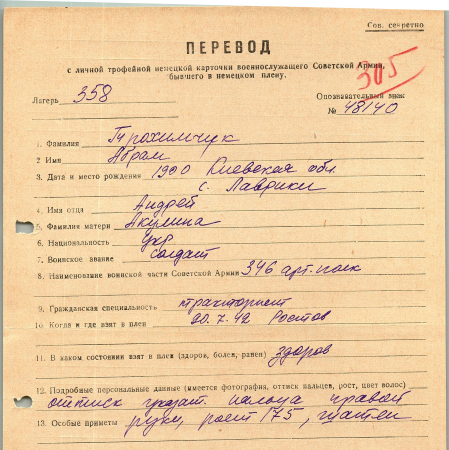 Сов. секретно
ПЕРЕВОД
с личной трофейной немецкой карточки военнослужащего Советской Армии,
бывшего в немецком плену.
305
Лагерь 358
Опознавательный знак
№ 48140
1. Фамилия Трохимчук
2 Имя Абрам
3. Дата и место рождения 1900 Киевская обл.
с. Лаврики
4. Имя отца Андрей
5. Фамилия матери Акулина
6. Национальность укр
7. Воинское звание солдат
8. Наименование воинской части Советской Армии 346 арт. полк
9. Гражданская специальность тракторист
10 Когда и где взят в плен 20.7.42 Ростов
11. В каком состоянии взят в плен (здоров, болен, ранен) здоров
12. Подробные персональные данные (имеется фотография, оттиск пальцев, рост, цвет волос)
оттиск указат. пальца правой
13. Особые приметы руки, рост 175, шатен